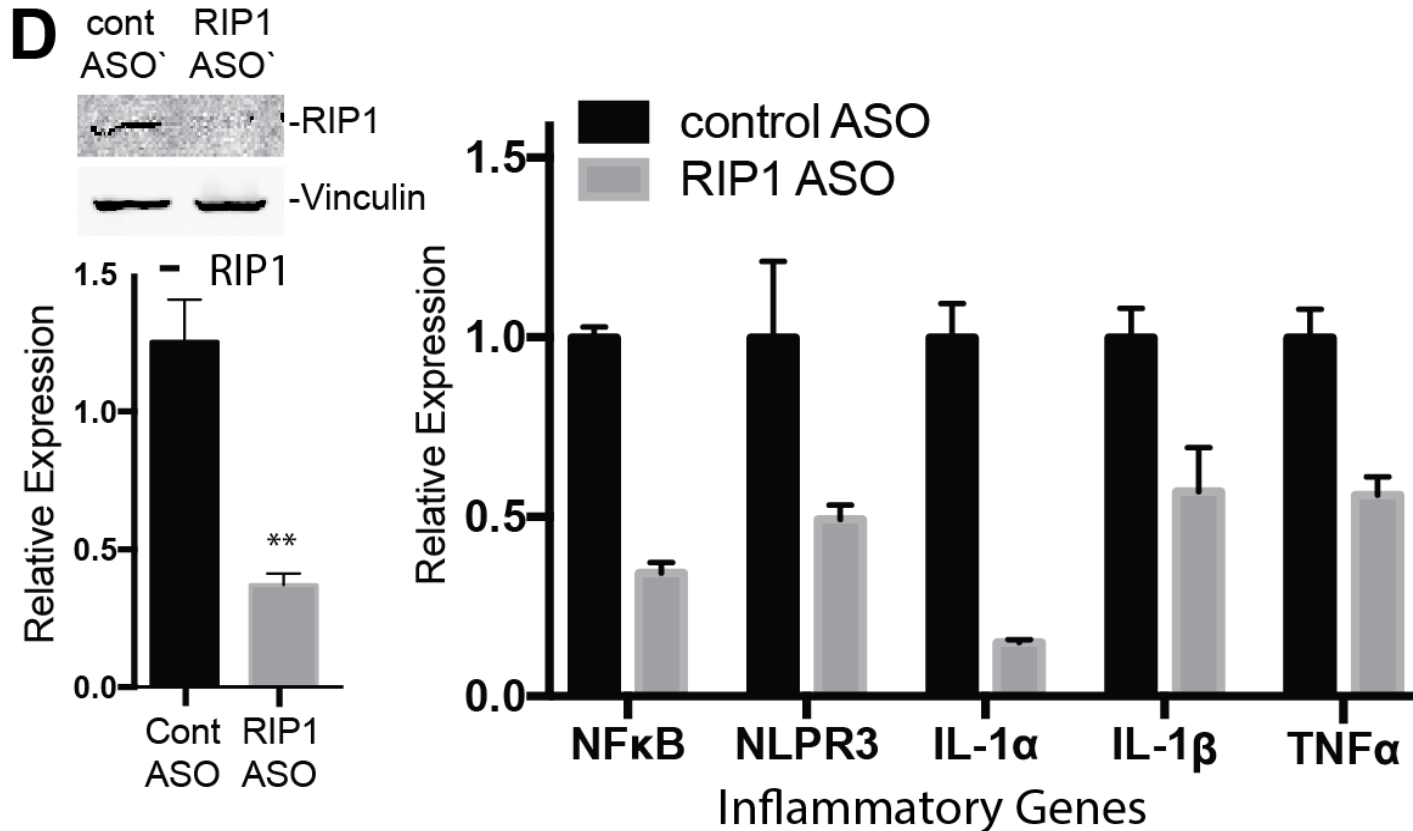 D
cont RIP1
ASO` ASO`
-RIP1
-Vinculin
- RIP1
1.5
1.0
0.5
0.0
Relative Expression
**
Cont RIP1
ASO ASO
control ASO
RIP1 ASO
1.5
1.0
0.5
0.0
Relative Expression
NFκB NLPR3 IL-1α IL-1β TNFα
Inflammatory Genes